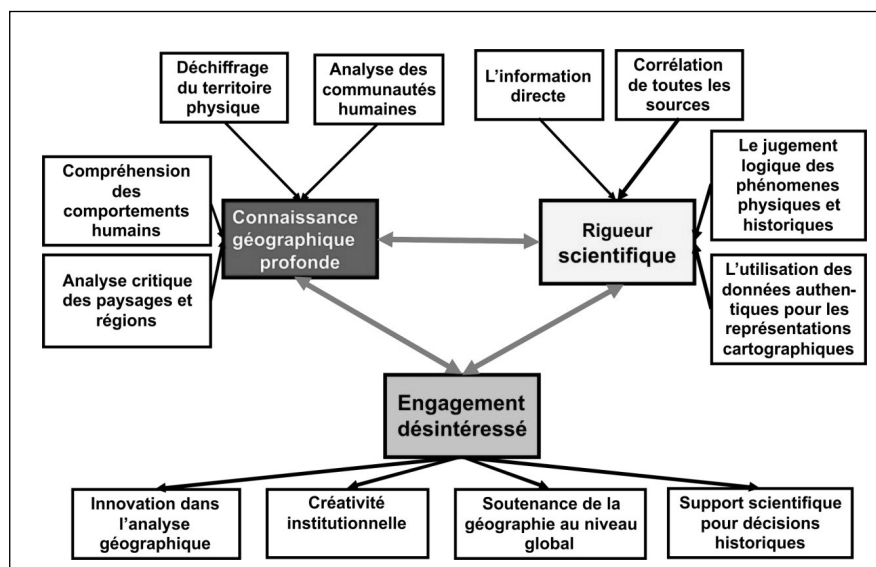 Déchiffrage
du territoire
physique
Analyse des
communautés
humaines
L'information
directe
Corrélation
de toutes les
sources
Compréhension
des
comportements
humains
Analyse critique
des paysages et
régions
Connaissance
géographique
profonde
Rigueur
scientifique
Le jugement
logique des
phénomenes
physiques et
historiques
L'utilisation des
données authen-
tiques pour les
représentations
cartographiques
Engagement
désintéressé
Innovation dans
l'analyse
géographique
Créativité
institutionnelle
Soutenance de la
géographie au niveau
global
Support scientifique
pour décisions
historiques